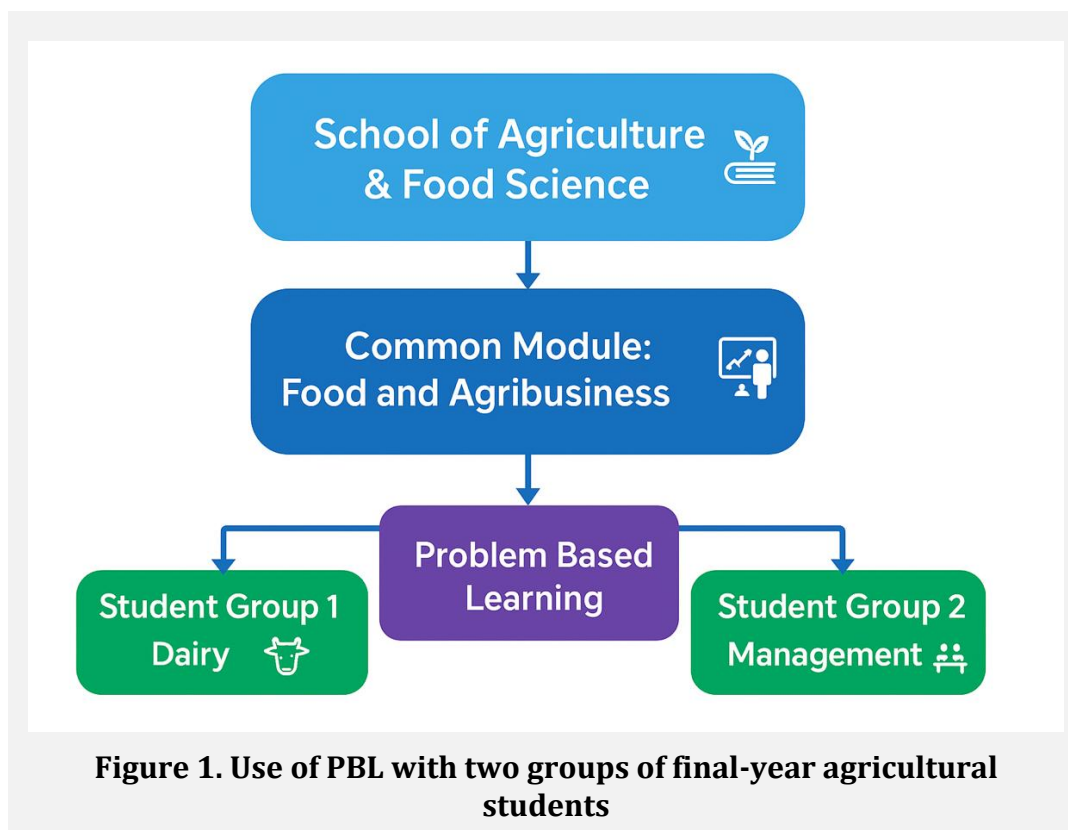 School of Agriculture
& Food Science
Common Module:
Food and Agribusiness
Problem Based
Learning
Student Group 1
Dairy
Student Group 2
Management
Figure 1. Use of PBL with two groups of final-year agricultural
students